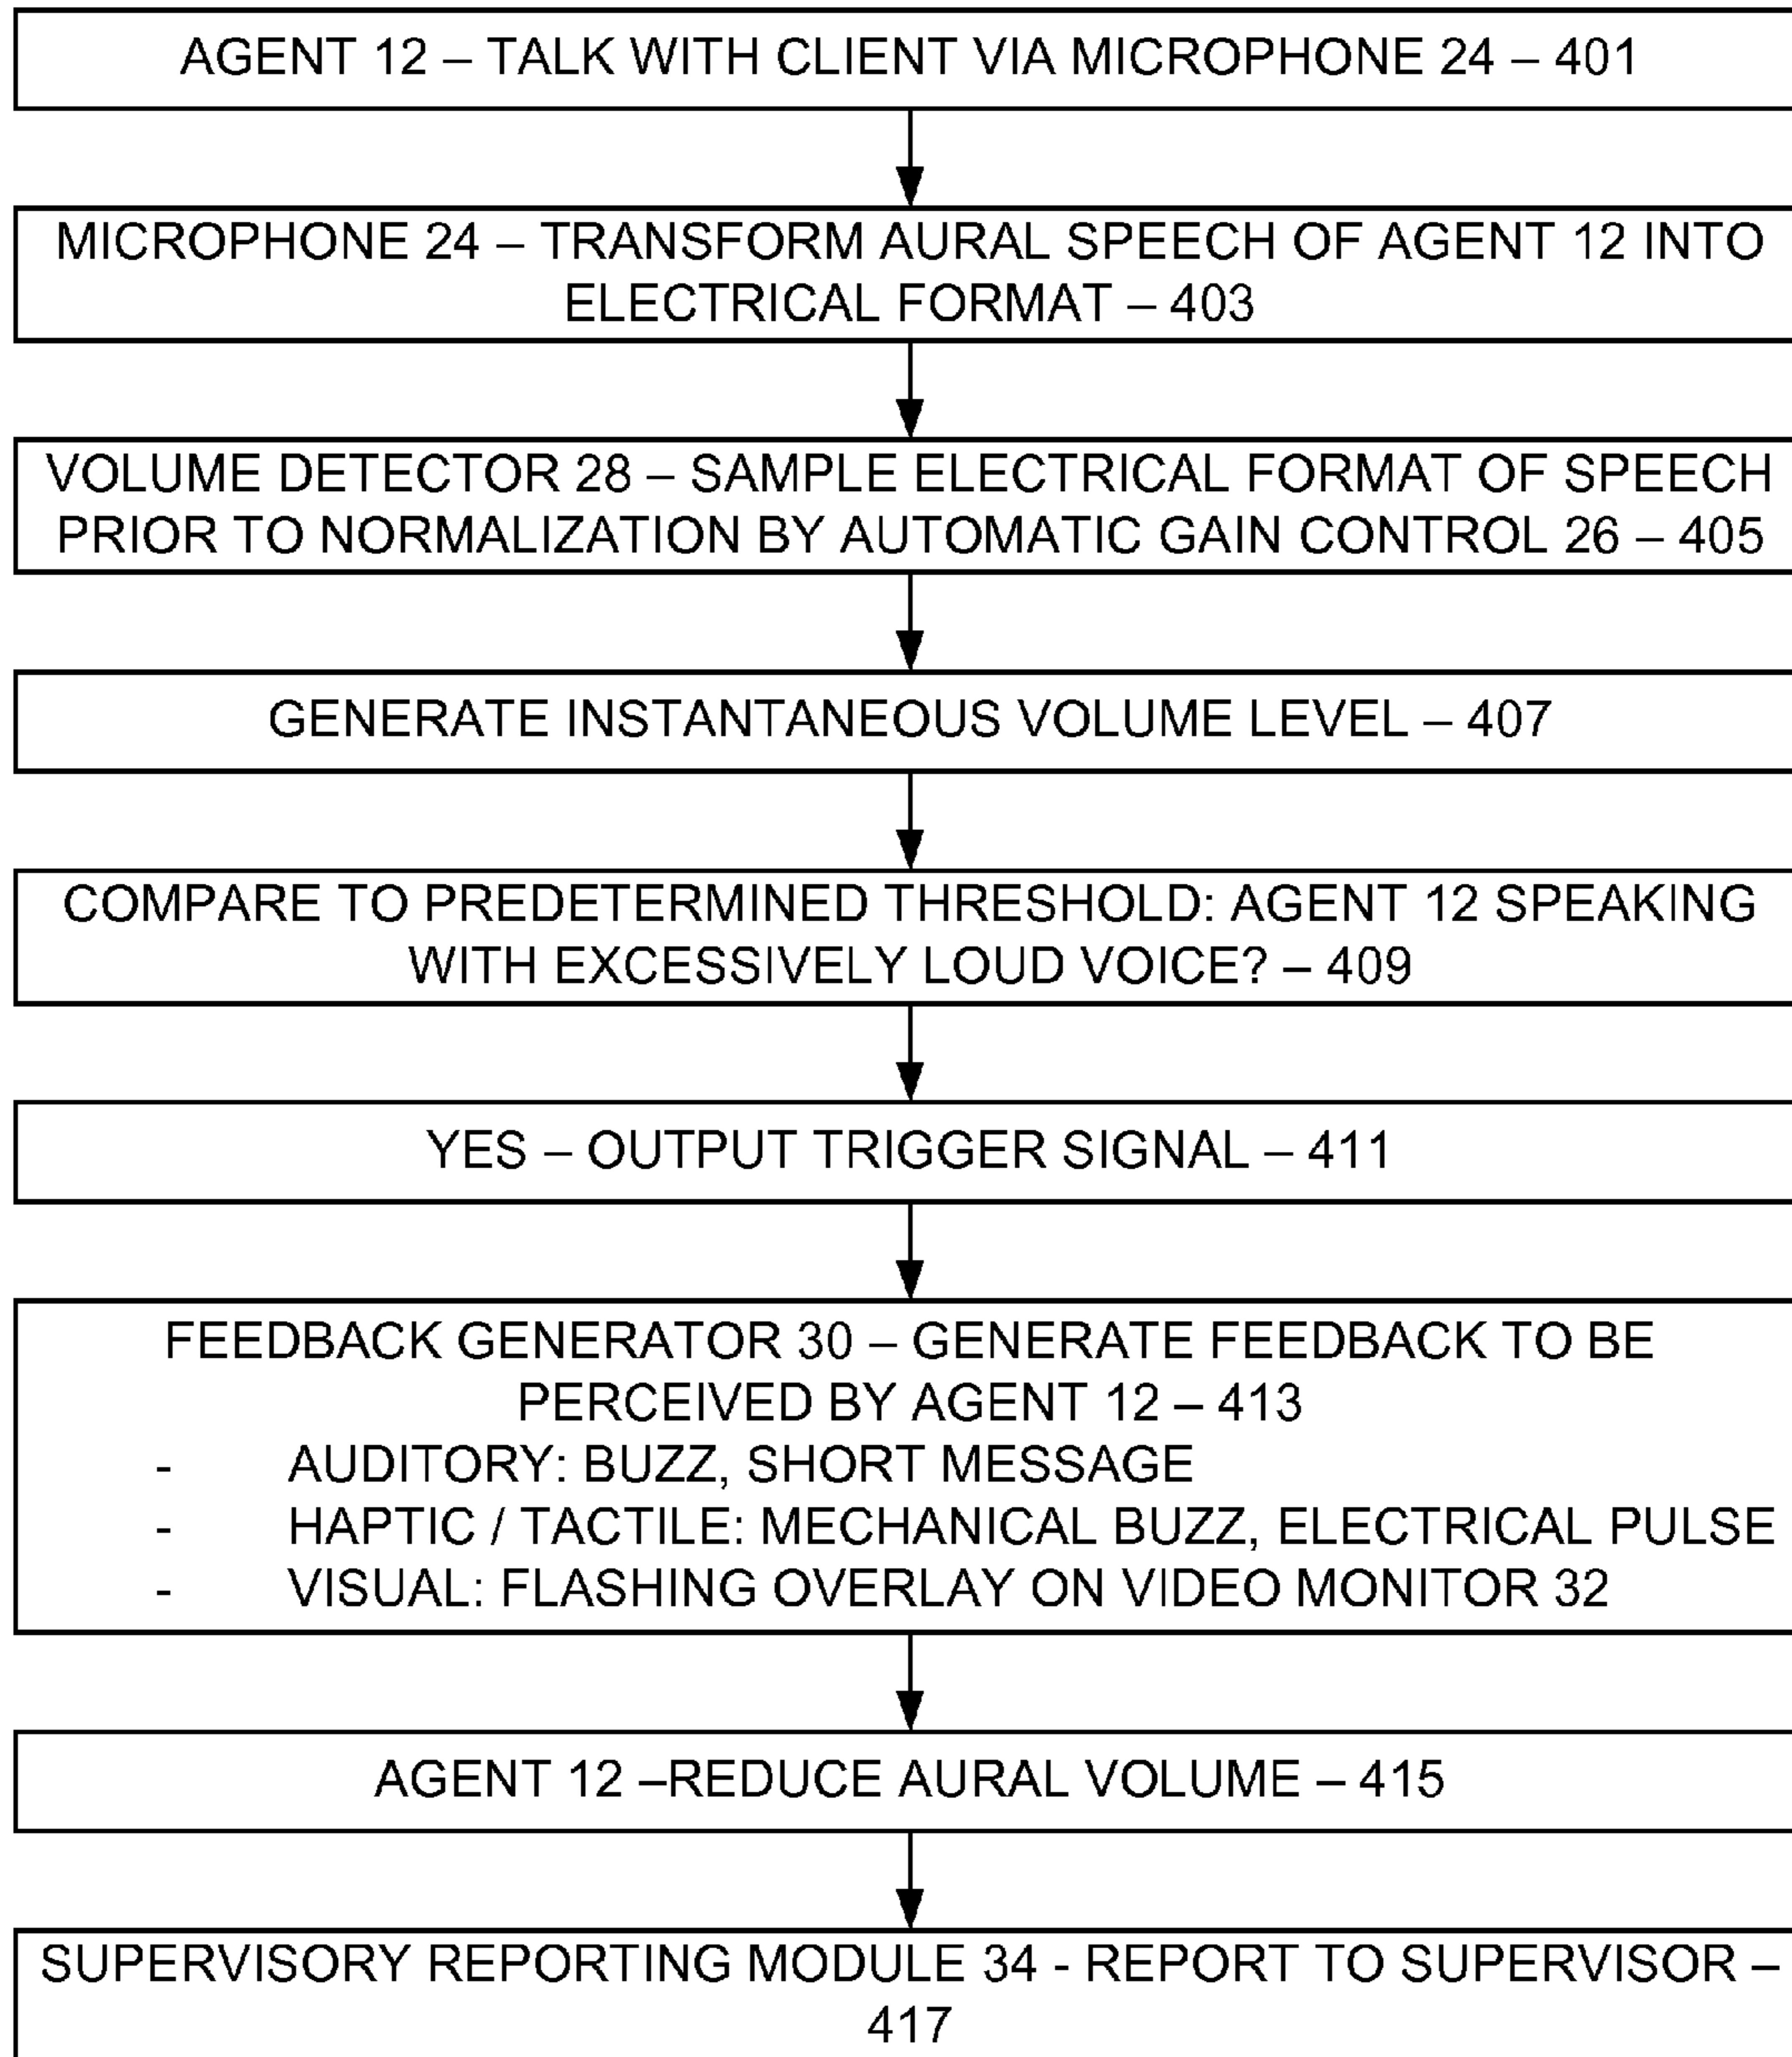 AGENT 12 – TALK WITH CLIENT VIA MICROPHONE 24 – 401
MICROPHONE 24 – TRANSFORM AURAL SPEECH OF AGENT 12 INTO
ELECTRICAL FORMAT – 403
VOLUME DETECTOR 28 – SAMPLE ELECTRICAL FORMAT OF SPEECH
PRIOR TO NORMALIZATION BY AUTOMATIC GAIN CONTROL 26 – 405
GENERATE INSTANTANEOUS VOLUME LEVEL – 407
COMPARE TO PREDETERMINED THRESHOLD: AGENT 12 SPEAKING
WITH EXCESSIVELY LOUD VOICE? – 409
YES – OUTPUT TRIGGER SIGNAL – 411
FEEDBACK GENERATOR 30 – GENERATE FEEDBACK TO BE
PERCEIVED BY AGENT 12 – 413
- AUDITORY: BUZZ, SHORT MESSAGE
- HAPTIC / TACTILE: MECHANICAL BUZZ, ELECTRICAL PULSE
- VISUAL: FLASHING OVERLAY ON VIDEO MONITOR 32
AGENT 12 –REDUCE AURAL VOLUME – 415
SUPERVISORY REPORTING MODULE 34 - REPORT TO SUPERVISOR –
417